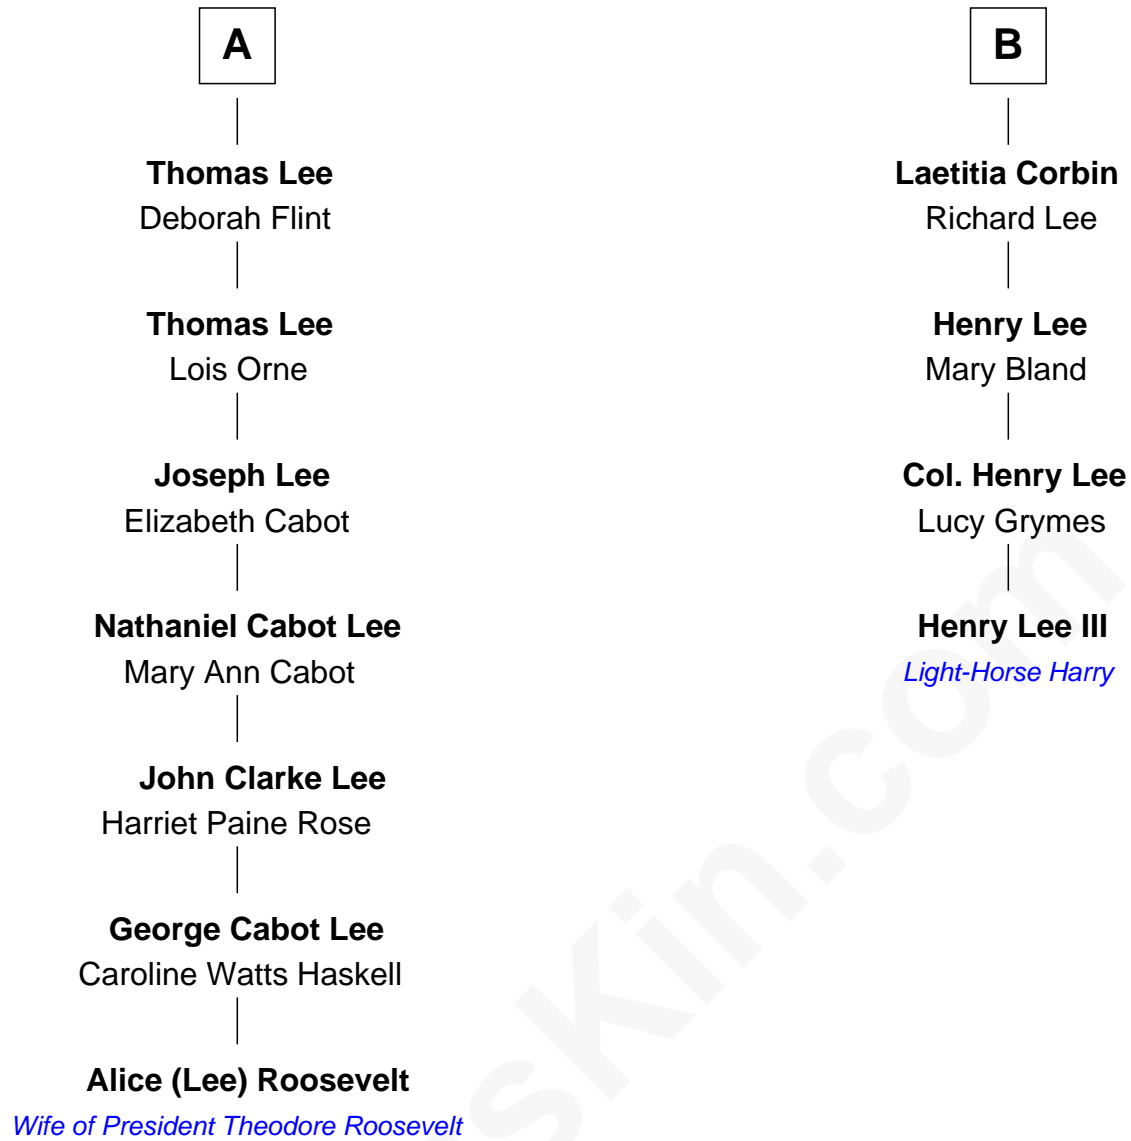 A
Thomas Lee
Deborah Flint
Thomas Lee
Lois Orne
Joseph Lee
Elizabeth Cabot
Nathaniel Cabot Lee
Mary Ann Cabot
John Clarke Lee
Harriet Paine Rose
George Cabot Lee
Caroline Watts Haskell
Alice (Lee) Roosevelt
Wife of President Theodore Roosevelt
B
Laetitia Corbin
Richard Lee
Henry Lee
Mary Bland
Col. Henry Lee
Lucy Grymes
Henry Lee III
Light-Horse Harry
sKin.com